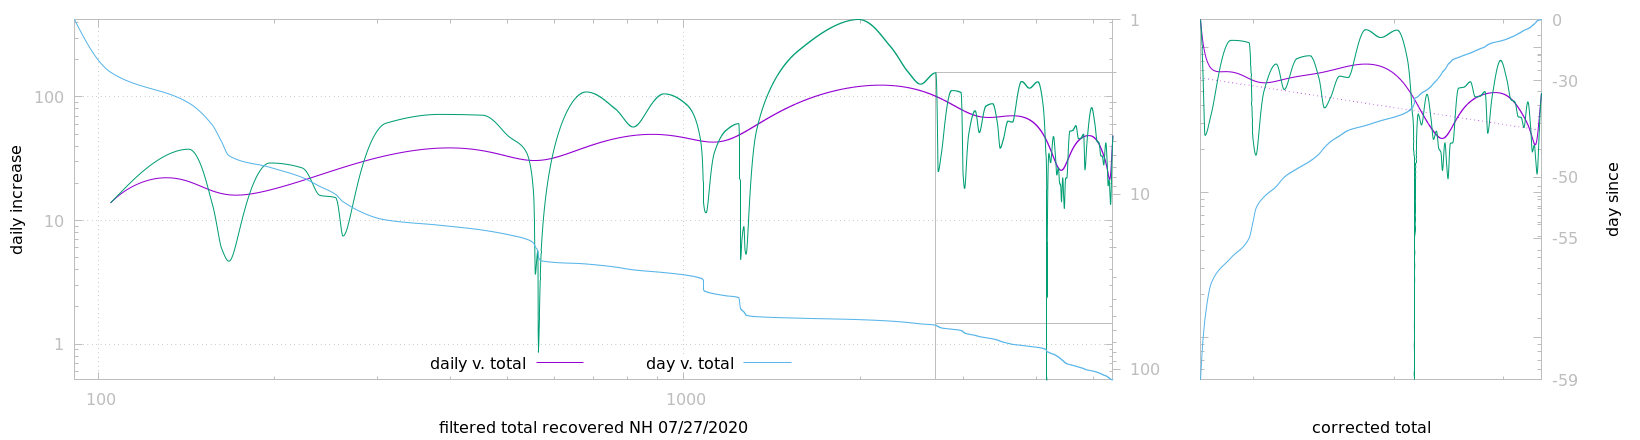 daily increase
100
10
1
100
1000
filtered total recovered NH 07/27/2020
daily v. total
day v. total
1
10
100
0
-30
-50
-55
-59
day since
corrected total